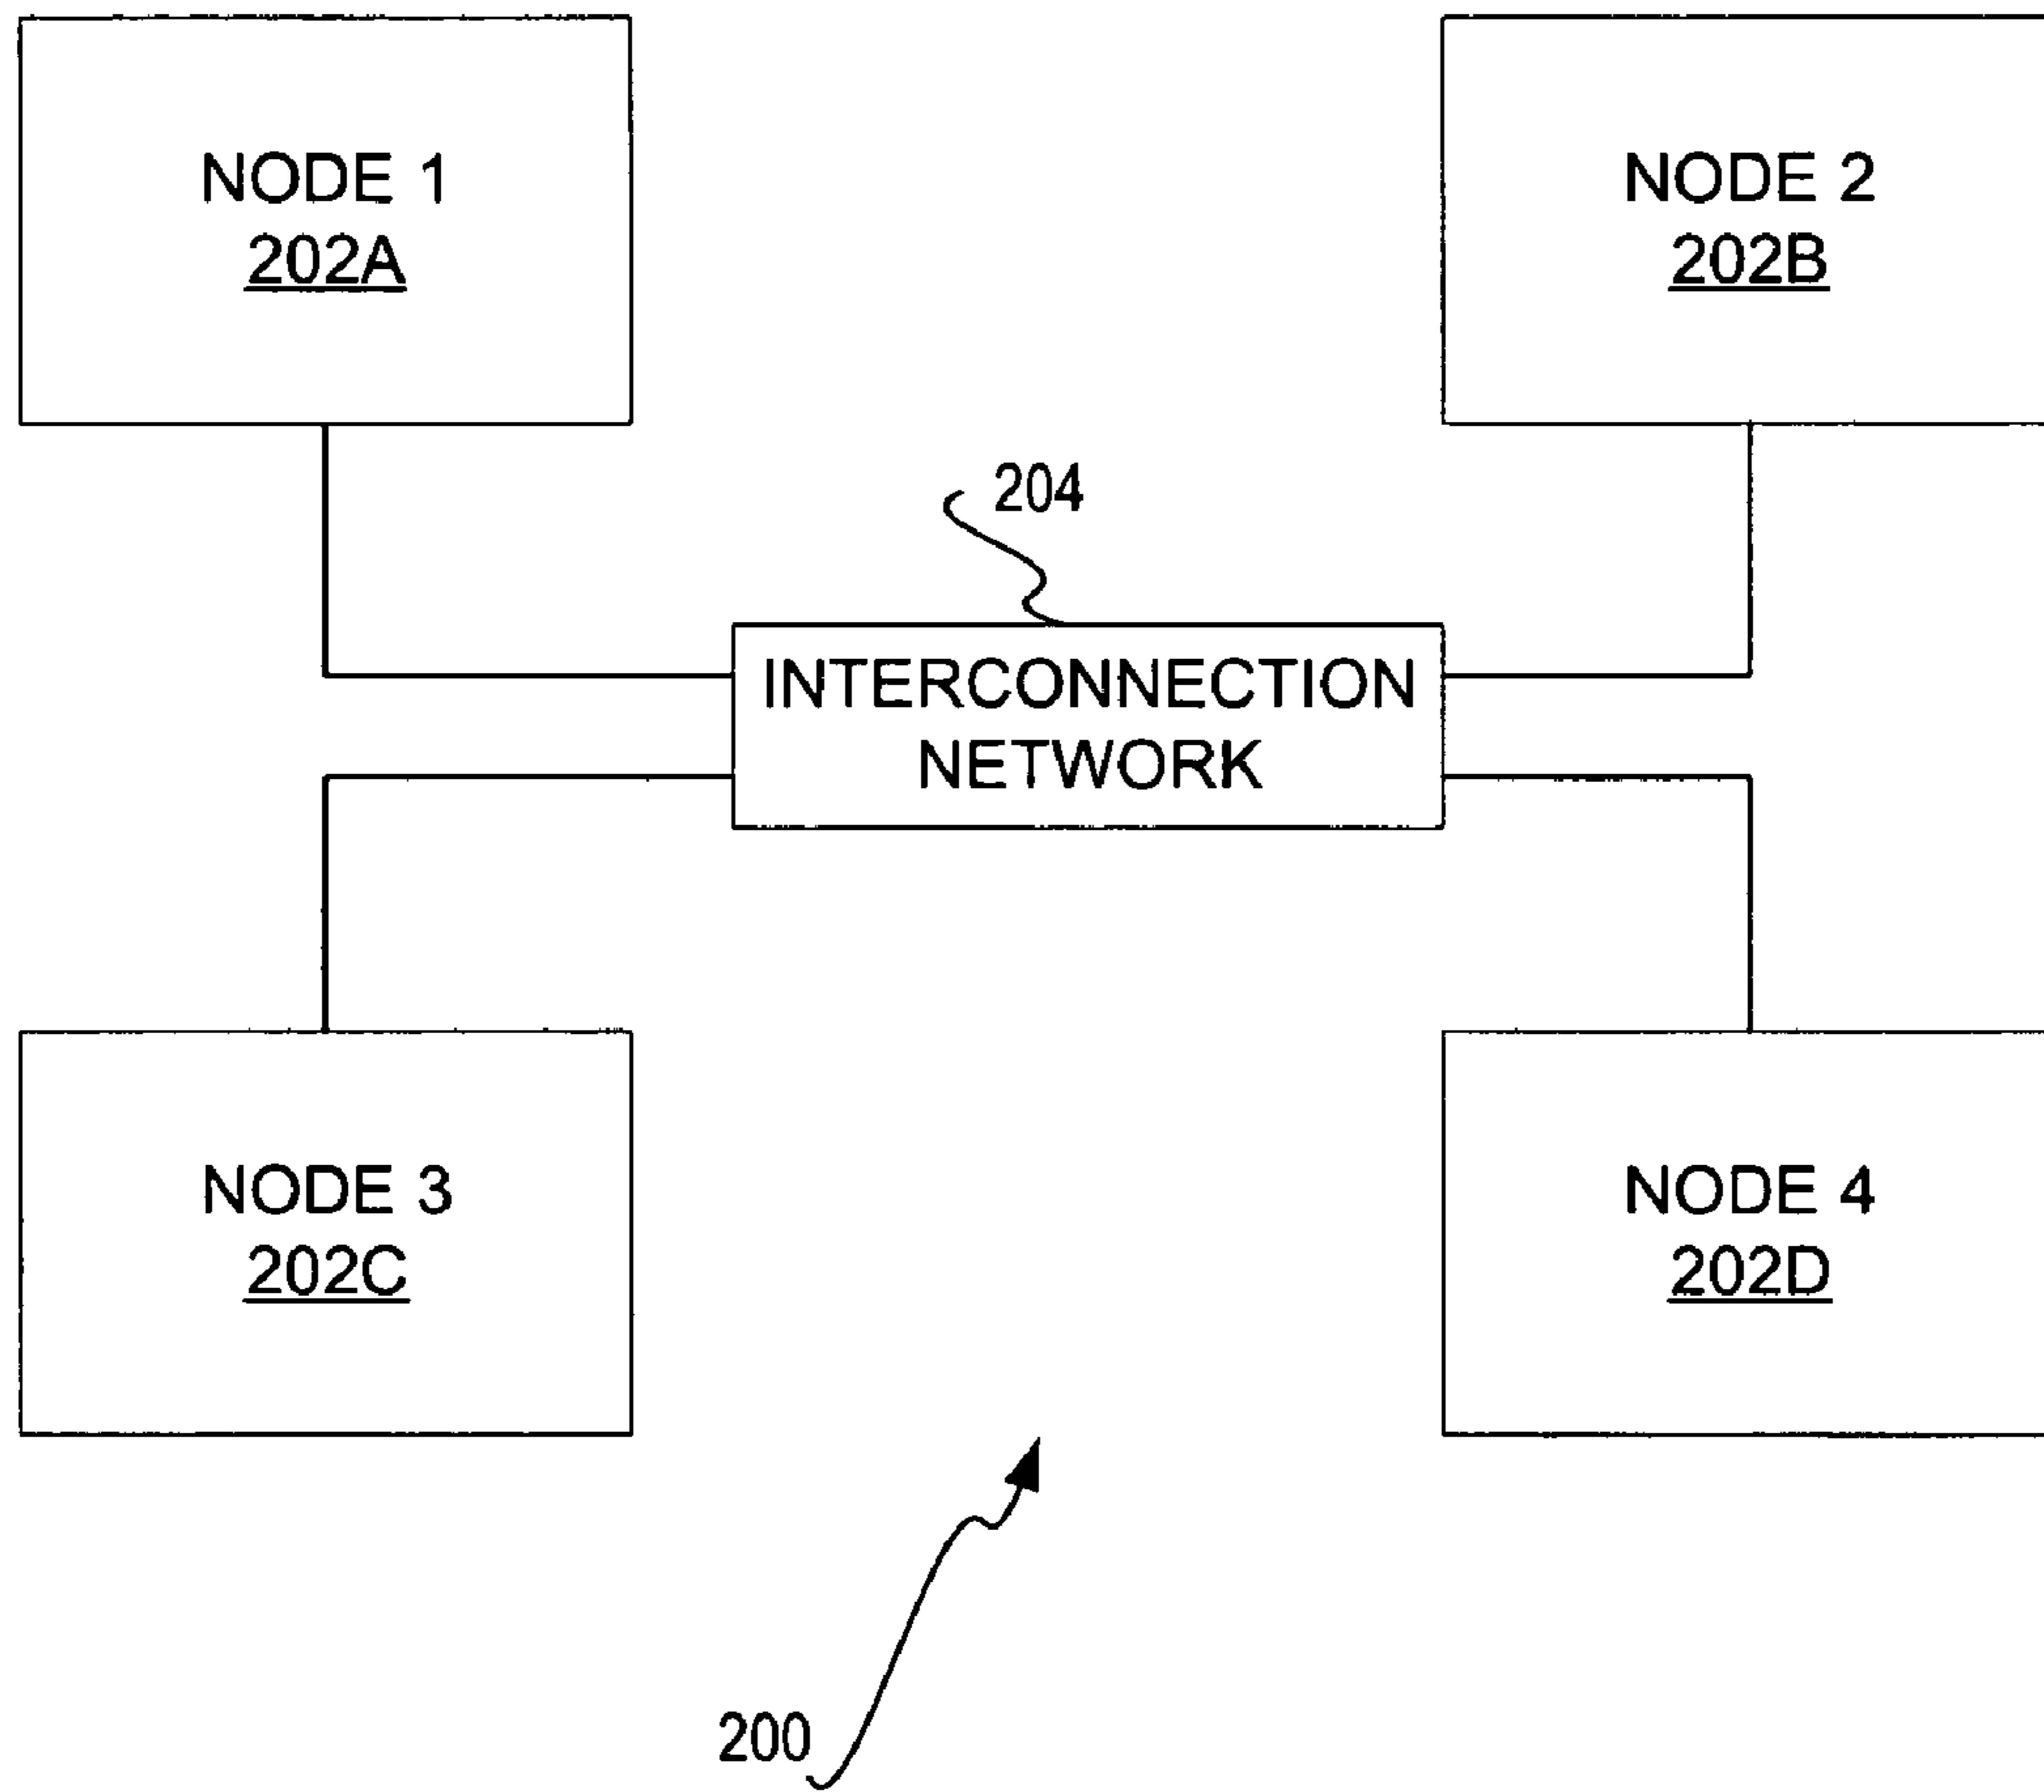 NODE 1
202A
NODE 2
202B
204
INTERCONNECTION
NETWORK
NODE 3
202C
NODE 4
202D
200